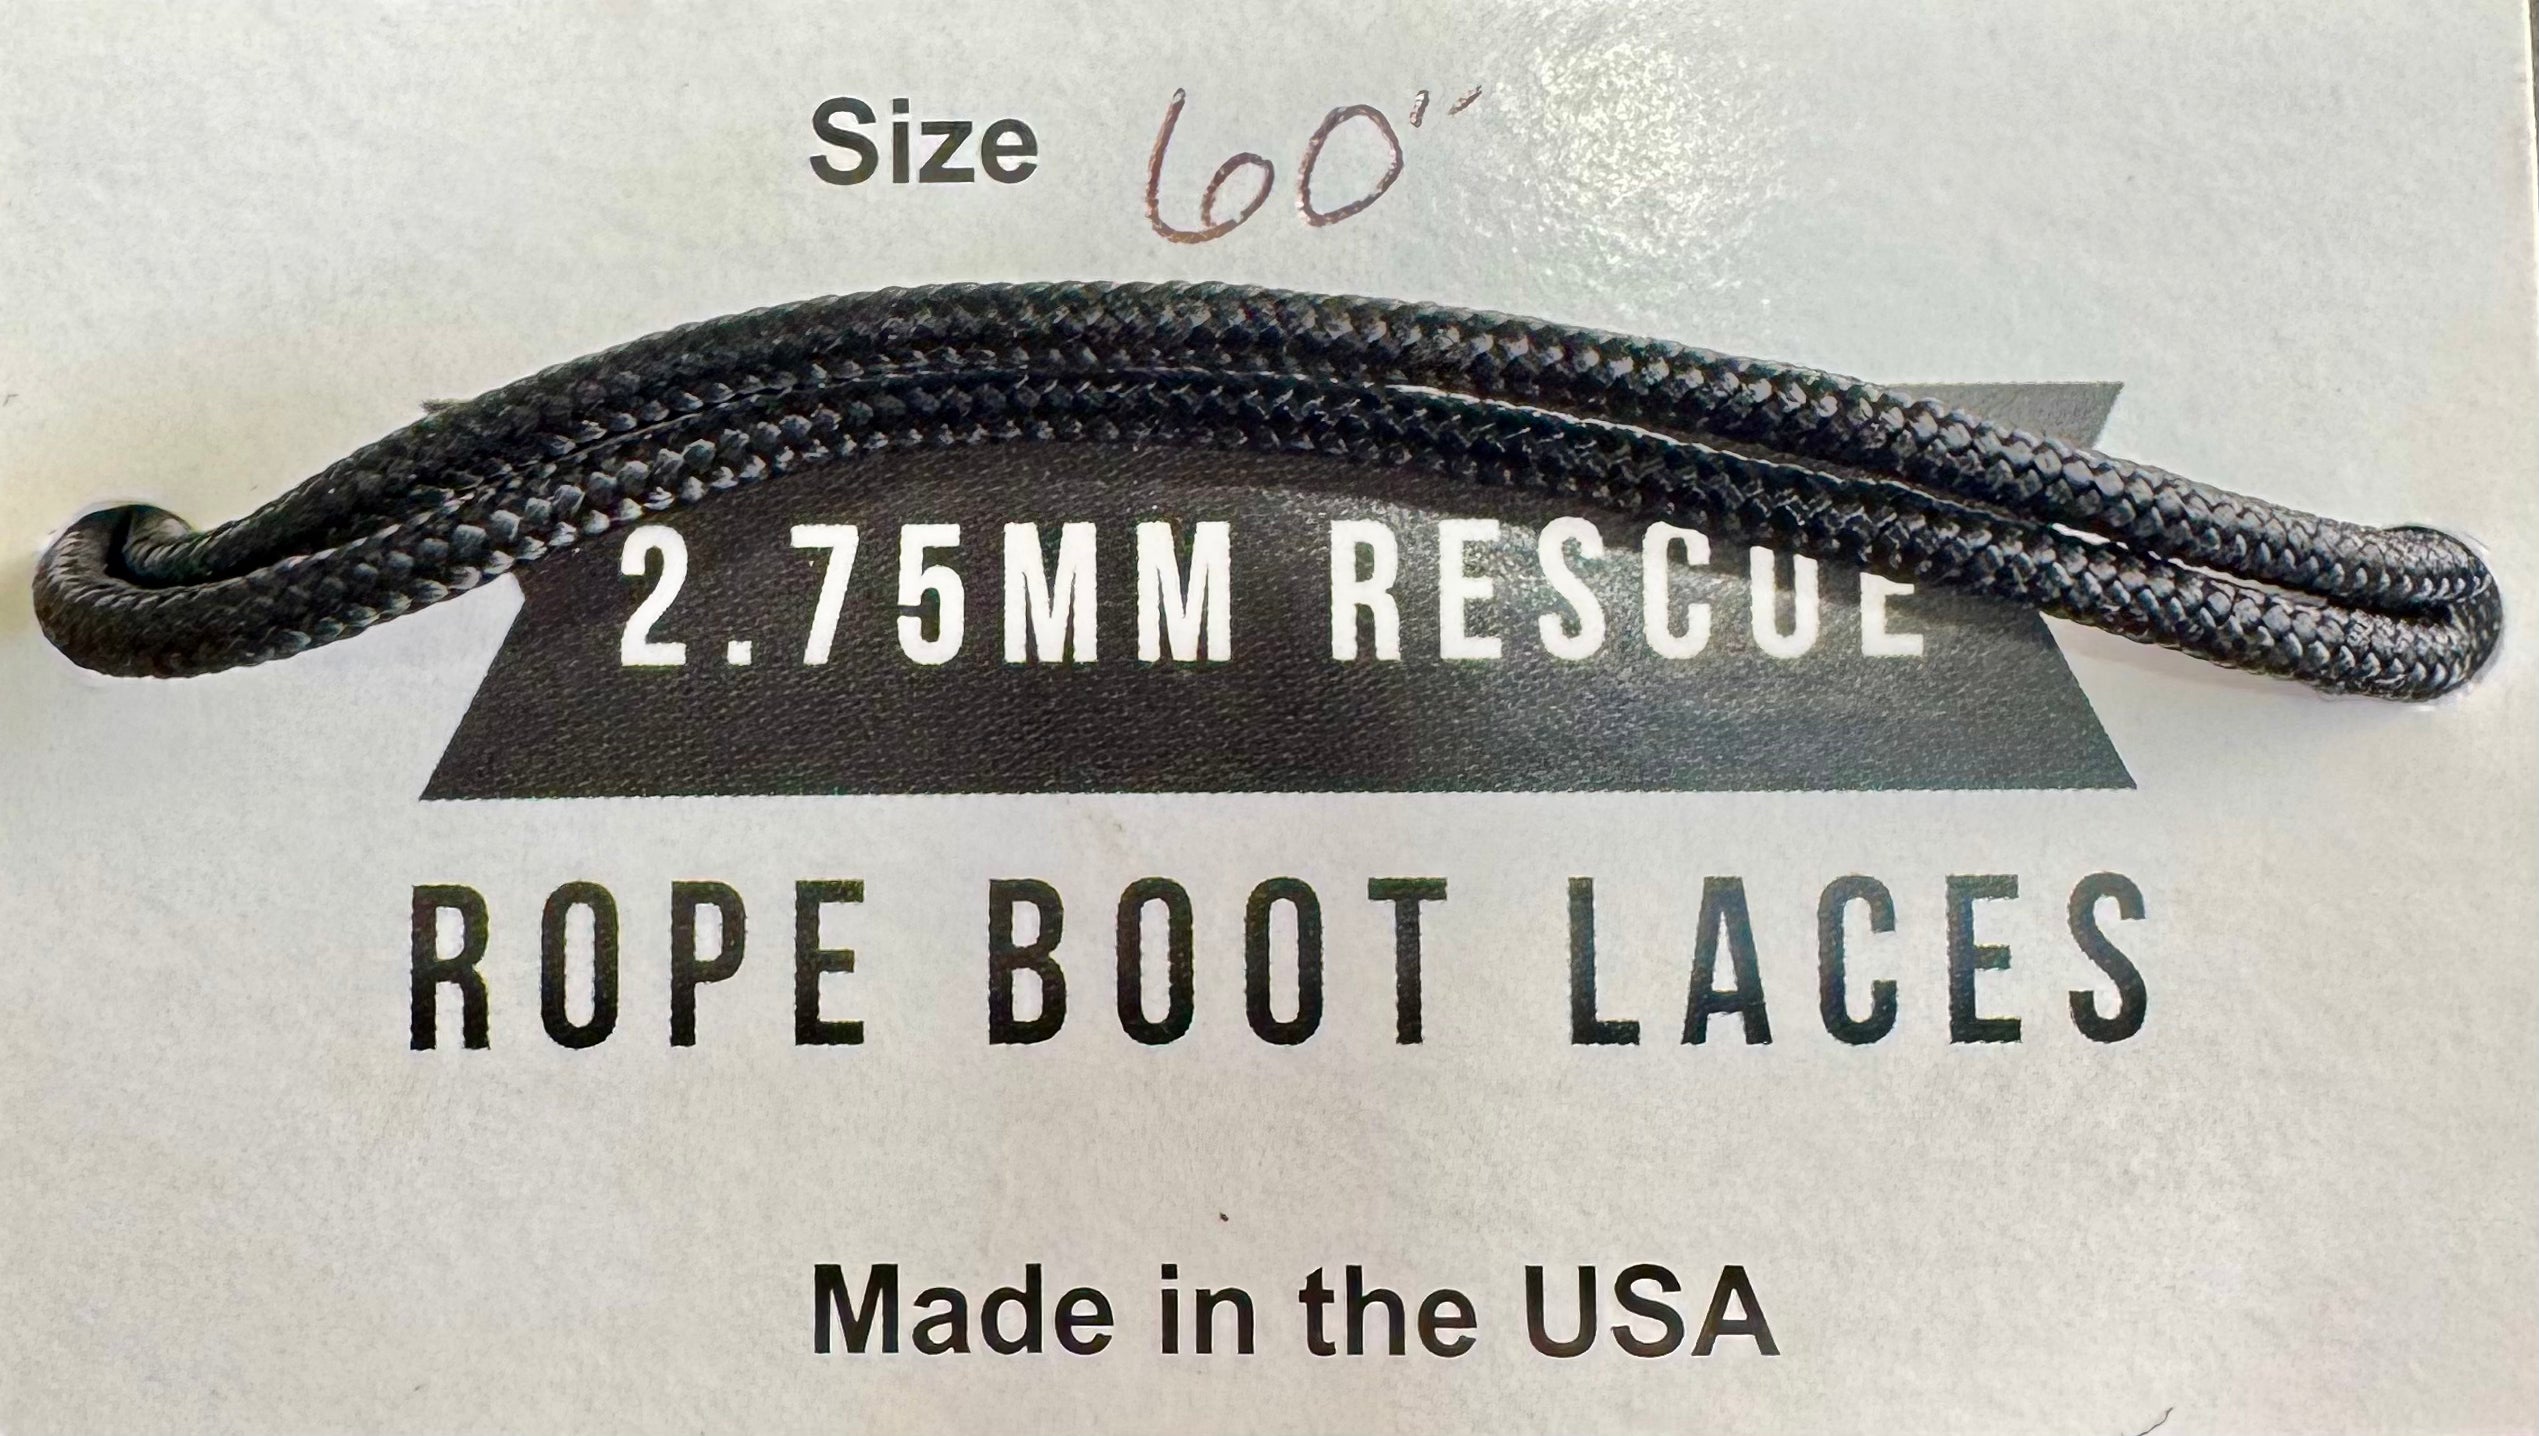 Size 60"
2.75MM RESCUE
ROPE BOOT LACES
Made in the USA